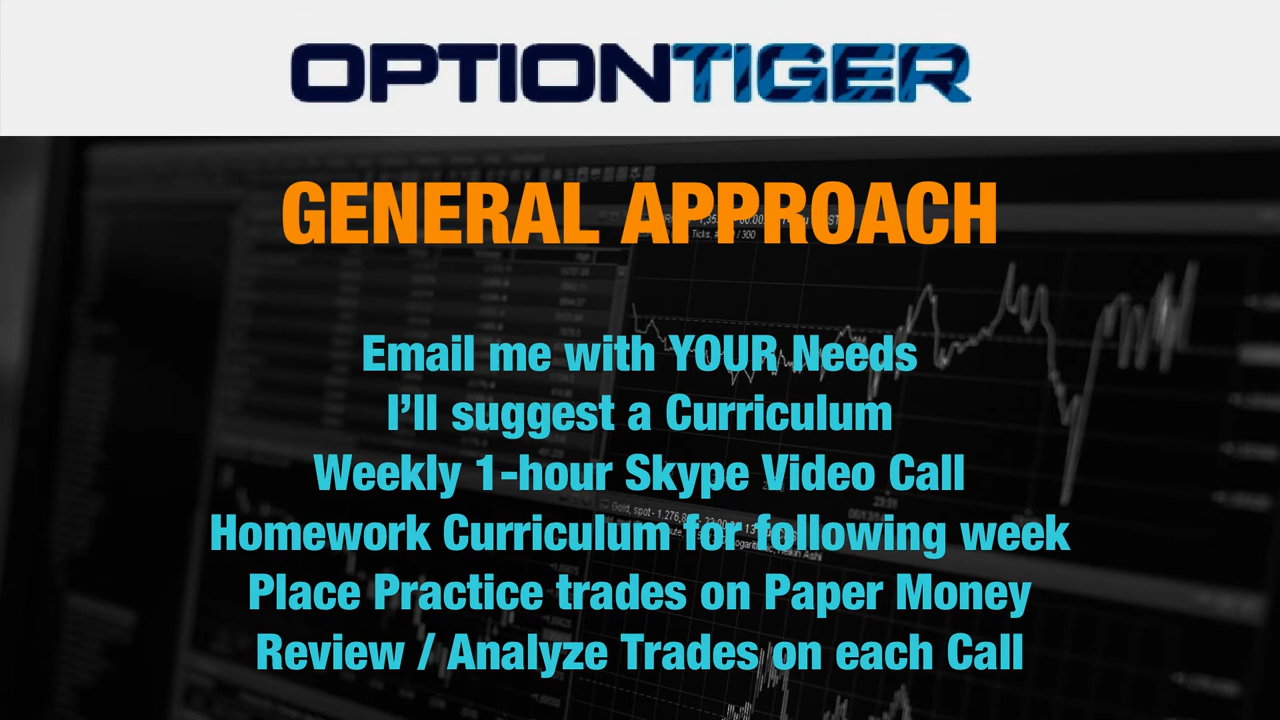 OPTIONTIGER
GENERAL APPROACH
Email me with YOUR Needs
I’ll suggest a Curriculum
Weekly 1-hour Skype Video Call
Homework Curriculum for following week
Place Practice trades on Paper Money
Review / Analyze Trades on each Call